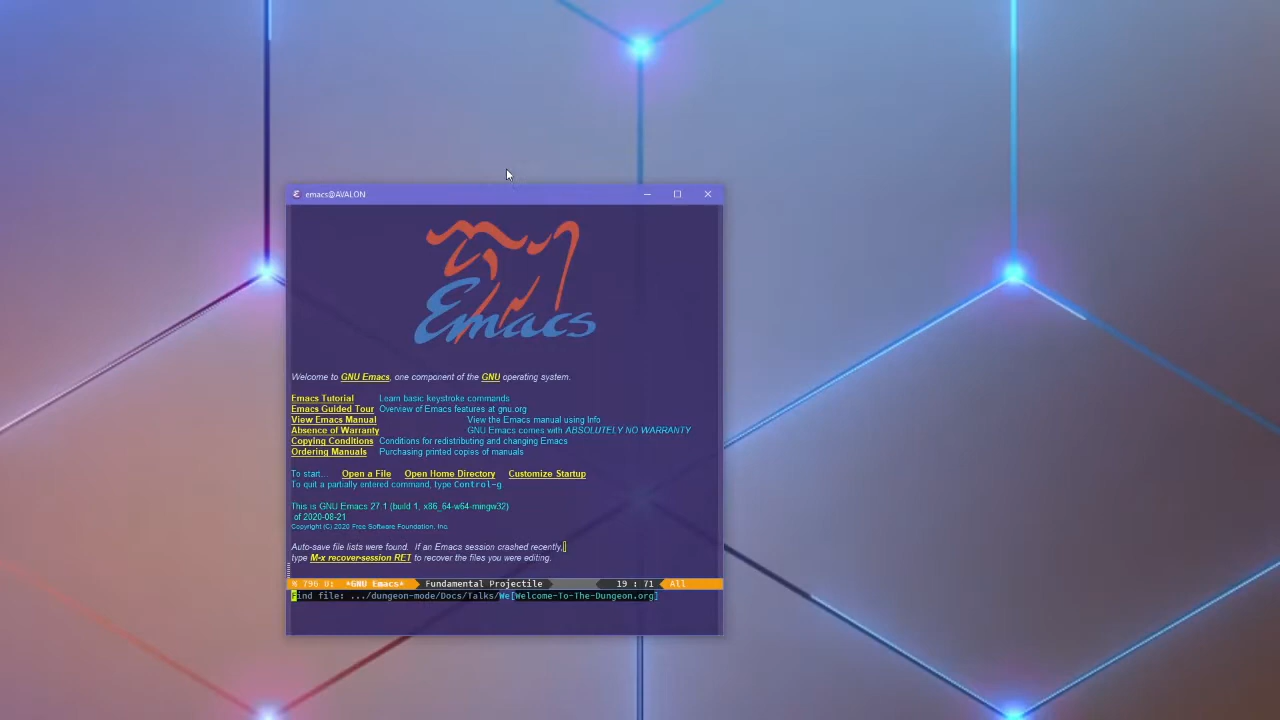 emacs@AVALON
Emacs
Welcome to GNU Emacs, one component of the GNU operating system.
Emacs Tutorial Learn basic keystroke commands
Emacs Guided Tour Overview of Emacs features at gnu.org
View Emacs Manual View the Emacs manual using Info
Absence of Warranty GNU Emacs comes with ABSOLUTELY NO WARRANTY
Copying Conditions Conditions for redistributing and changing Emacs
Ordering Manuals Purchasing printed copies of manuals
To start... Open a File Open Home Directory Customize Startup
To quit a partially entered command, type Control-g
This is GNU Emacs 27.1 (build 1, x86_64-w64-mingw32)
of 2020-08-21
Copyright (C) 2020 Free Software Foundation, Inc.
Auto-save file lists were found. If an Emacs session crashed recently,
type M-x recover-session RET to recover the files you were editing.
% 796 U: *GNU Emacs* Fundamental Projectile 19 : 71 All
Find file: .../dungeon-mode/Docs/Talks/We[Welcome-To-The-Dungeon.org]